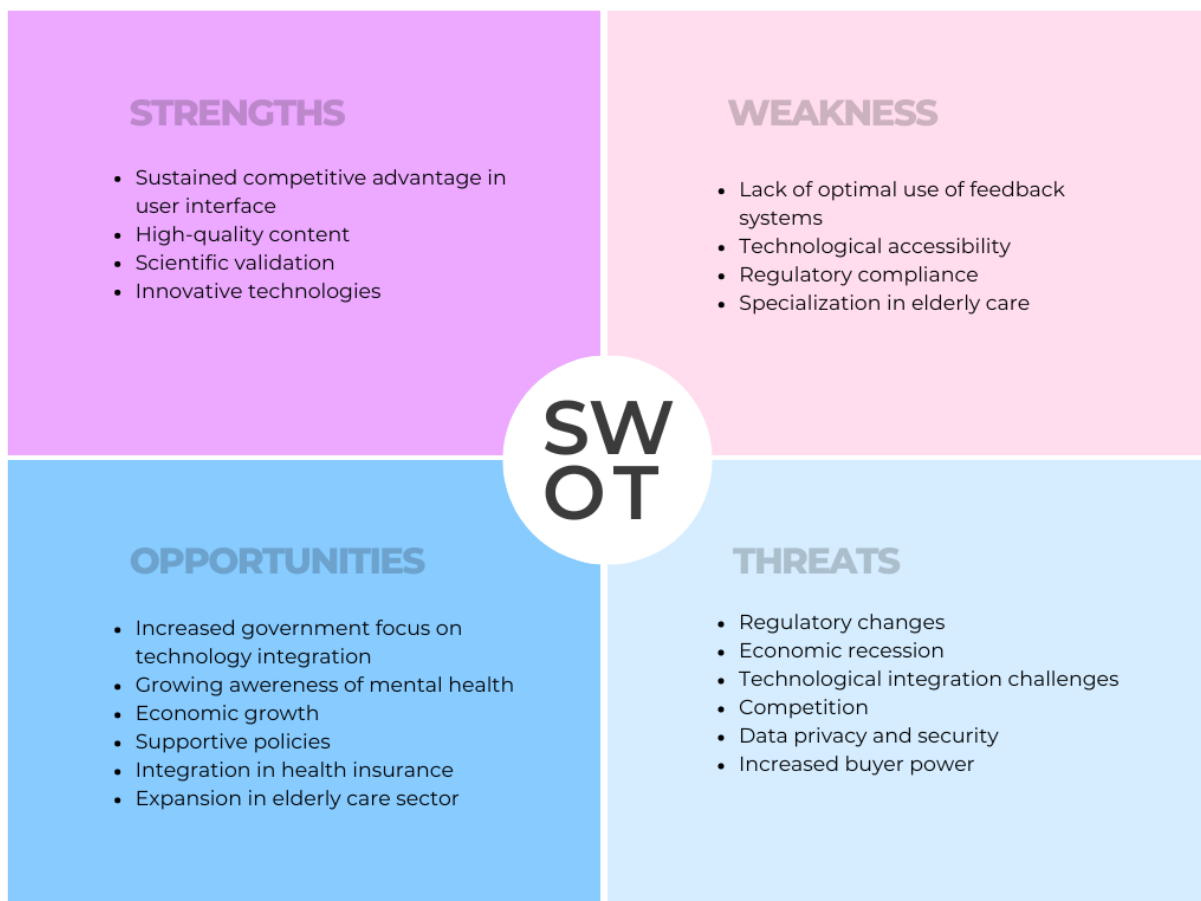 STRENGTHS
• Sustained competitive advantage in
user interface
• High-quality content
• Scientific validation
• Innovative technologies
WEAKNESS
• Lack of optimal use of feedback
systems
• Technological accessibility
• Regulatory compliance
• Specialization in elderly care
SW
OT
OPPORTUNITIES
• Increased government focus on
technology integration
• Growing awereness of mental health
• Economic growth
• Supportive policies
• Integration in health insurance
• Expansion in elderly care sector
THREATS
• Regulatory changes
• Economic recession
• Technological integration challenges
• Competition
• Data privacy and security
• Increased buyer power